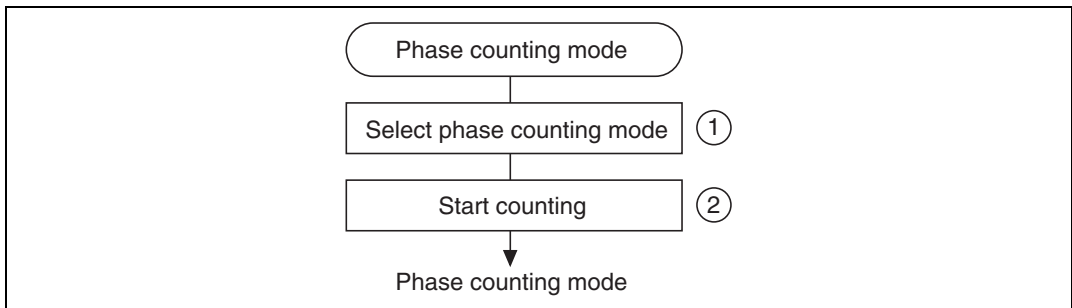 Phase counting mode
Select phase counting mode 1
Start counting 2
Phase counting mode